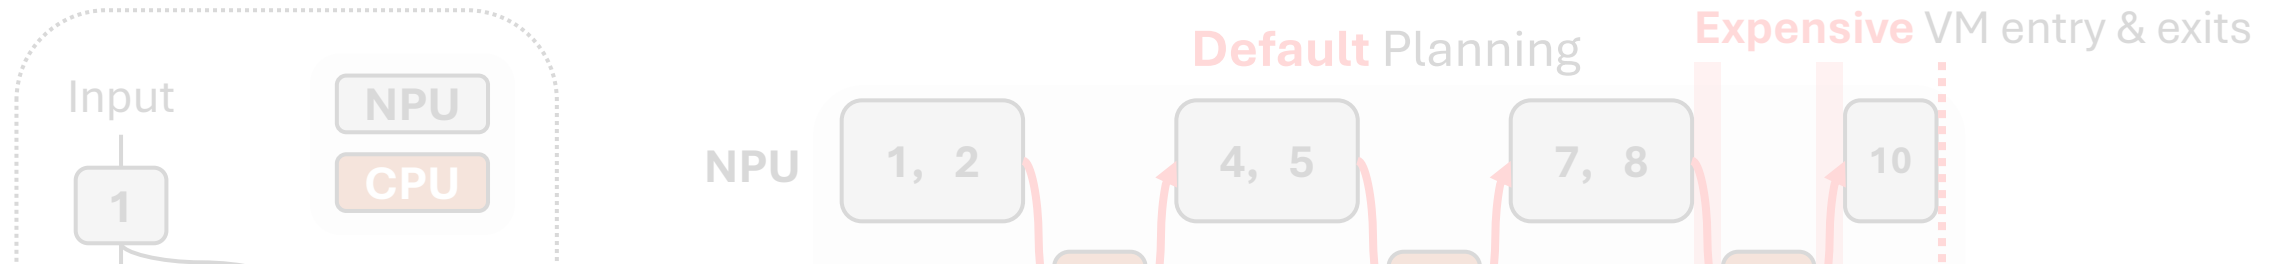 Expensive VM entry & exits
Default Planning
Input
NPU
CPU
1
NPU
1, 2
4, 5
7, 8
10